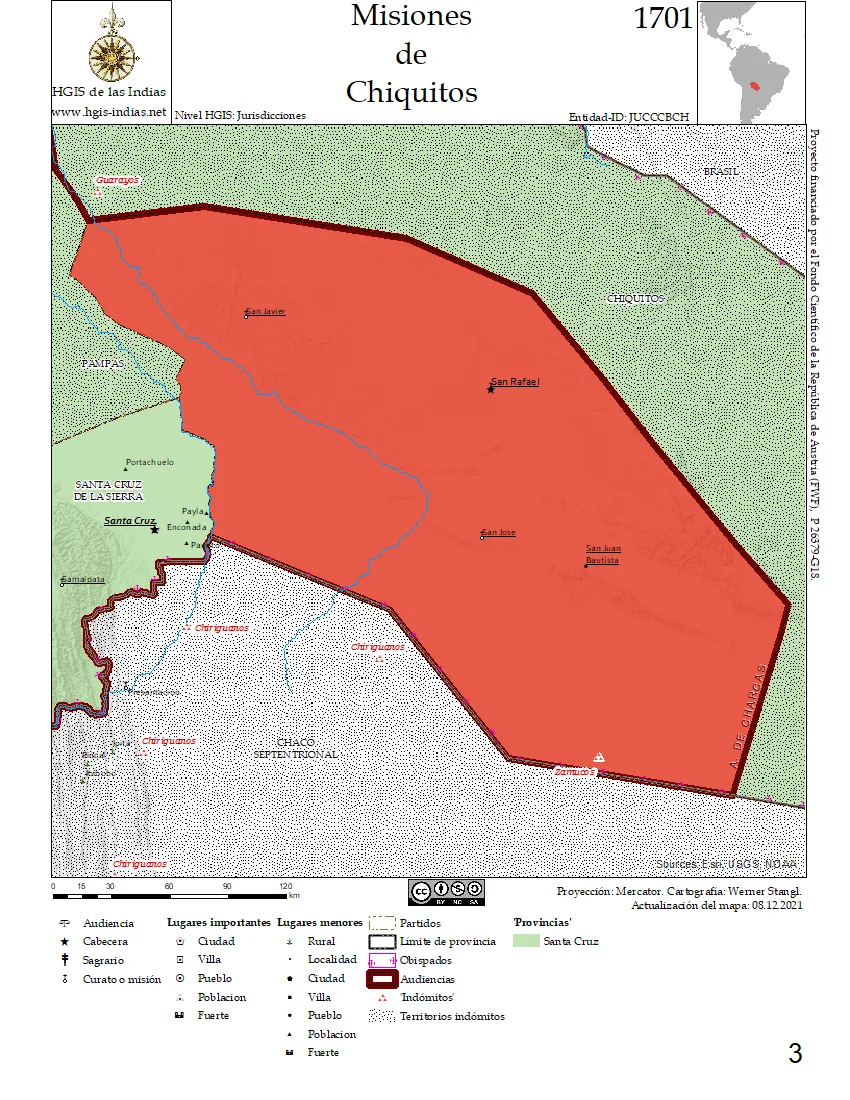 Misiones
de
Chiquitos
1701
HGIS de las Indias
www.hgis-indias.net
Nivel HGIS: Jurisdicciones
Entidad-ID: JUCCCBCH
BRASIL
Guarayos
CHIQUITOS
San Javier
PAMPAS
San Rafael
Portachuelo
SANTA CRUZ
DE LA SIERRA
Payla
Santa Cruz
Enconada
San Jose
San Juan
Bautista
Samaipata
Chiriguanos
Chiriguanos
A. DE CHARCAS
Chiriguanos
CHACO
SEPTENTRIONAL
Zamucos
Chiriguanos
Sources: Esri, USGS, NOAA
Proyecto financiado por el Fondo Científico de la República de Austria (FWF), P 26379-G18.
0 15 30 60 90 120
km
CC BY NC SA
Proyección: Mercator. Cartografía: Werner Stangl.
Actualización del mapa: 08.12.2021
Audiencia
Cabecera
Sagrario
Curato o misión
Lugares importantes
Ciudad
Villa
Pueblo
Poblacion
Fuerte
Lugares menores
Rural
Localidad
Ciudad
Villa
Pueblo
Poblacion
Fuerte
Partidos
Límite de provincia
Obispados
Audiencias
'Indómitos'
Territorios indómitos
'Provincias'
Santa Cruz
3